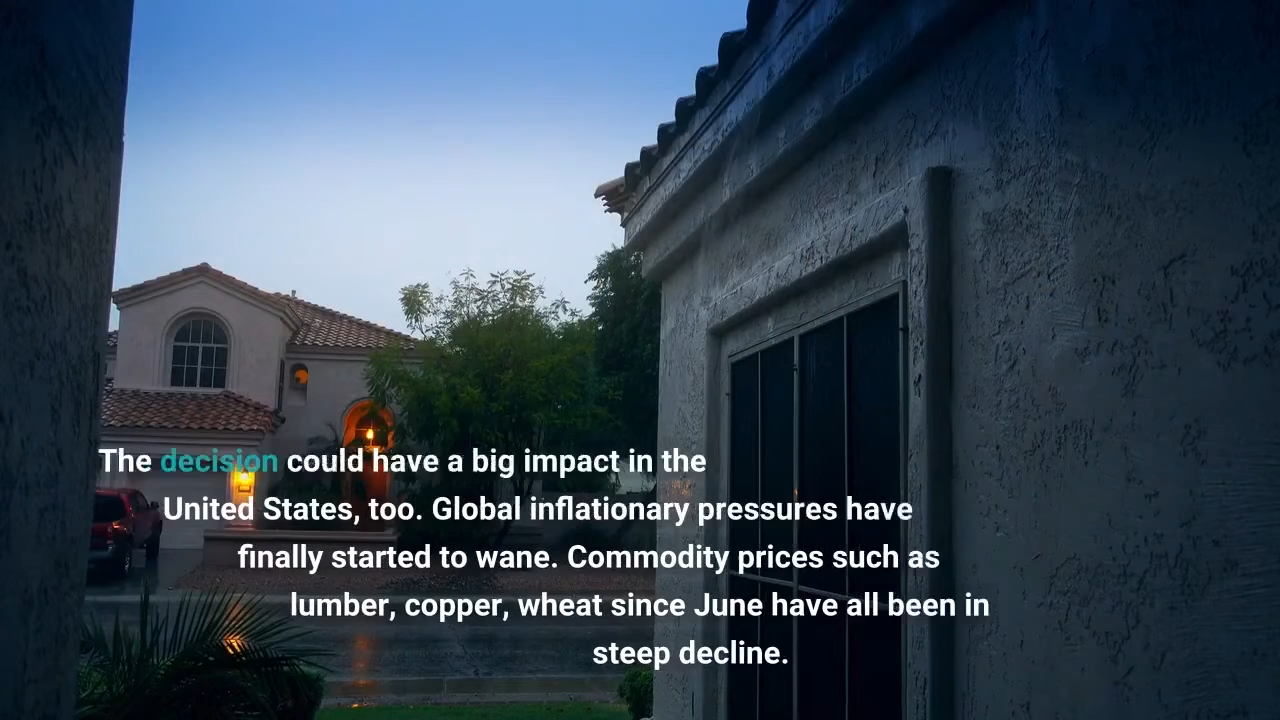 The decision could have a big impact in the
United States, too. Global inflationary pressures have
finally started to wane. Commodity prices such as
lumber, copper, wheat since June have all been in
steep decline.